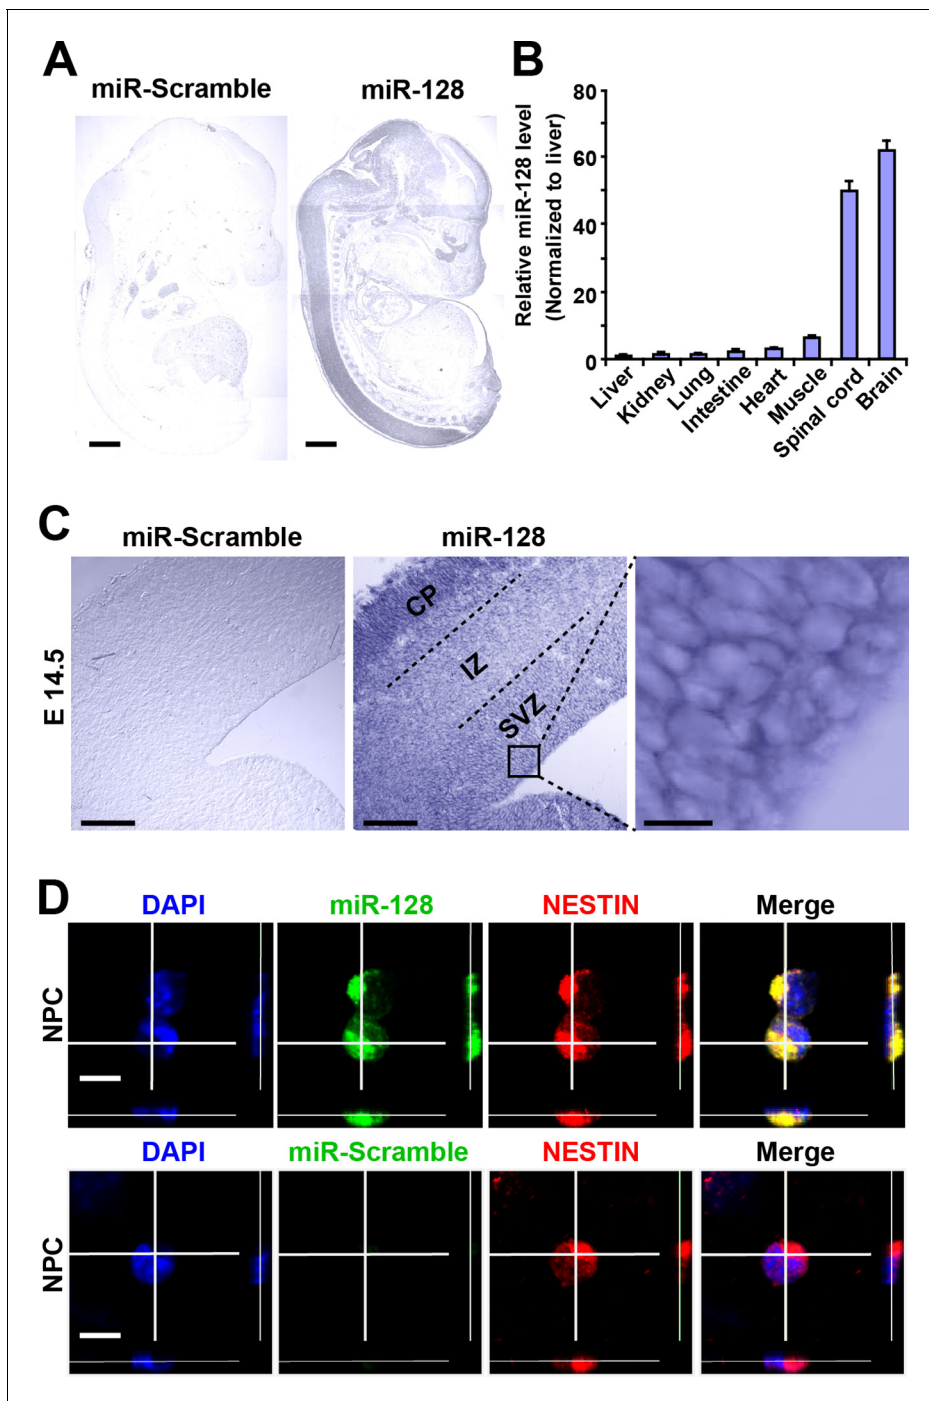 A
miR-Scramble
miR-128
B
Relative miR-128 level
(Normalized to liver)
80
60
40
20
0
Liver
Kidney
Lung
Intestine
Heart
Muscle
Spinal cord
Brain
C
miR-Scramble
miR-128
E 14.5
CP
IZ
SVZ
D
DAPI
miR-128
NESTIN
Merge
NPC
DAPI
miR-Scramble
NESTIN
Merge
NPC